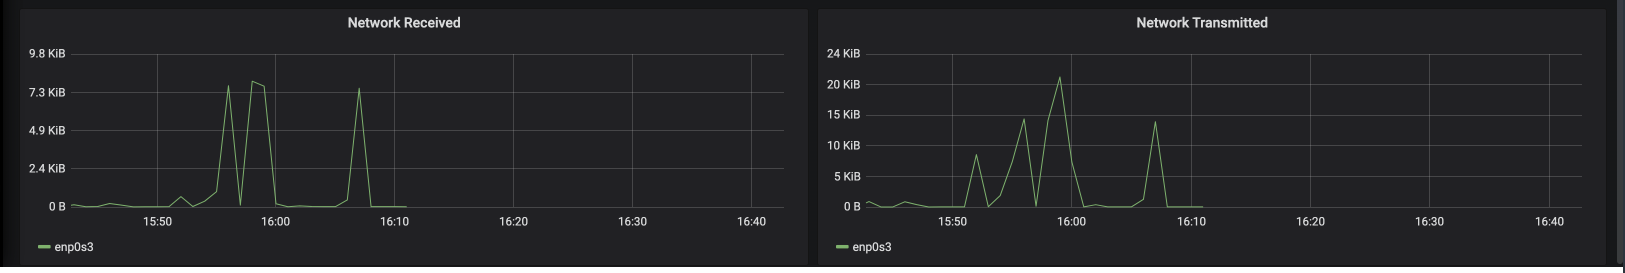 Network Received
9.8 KiB
7.3 KiB
4.9 KiB
2.4 KiB
0 B
15:50 16:00 16:10 16:20 16:30 16:40
enp0s3
Network Transmitted
24 KiB
20 KiB
15 KiB
10 KiB
5 KiB
0 B
15:50 16:00 16:10 16:20 16:30 16:40
enp0s3